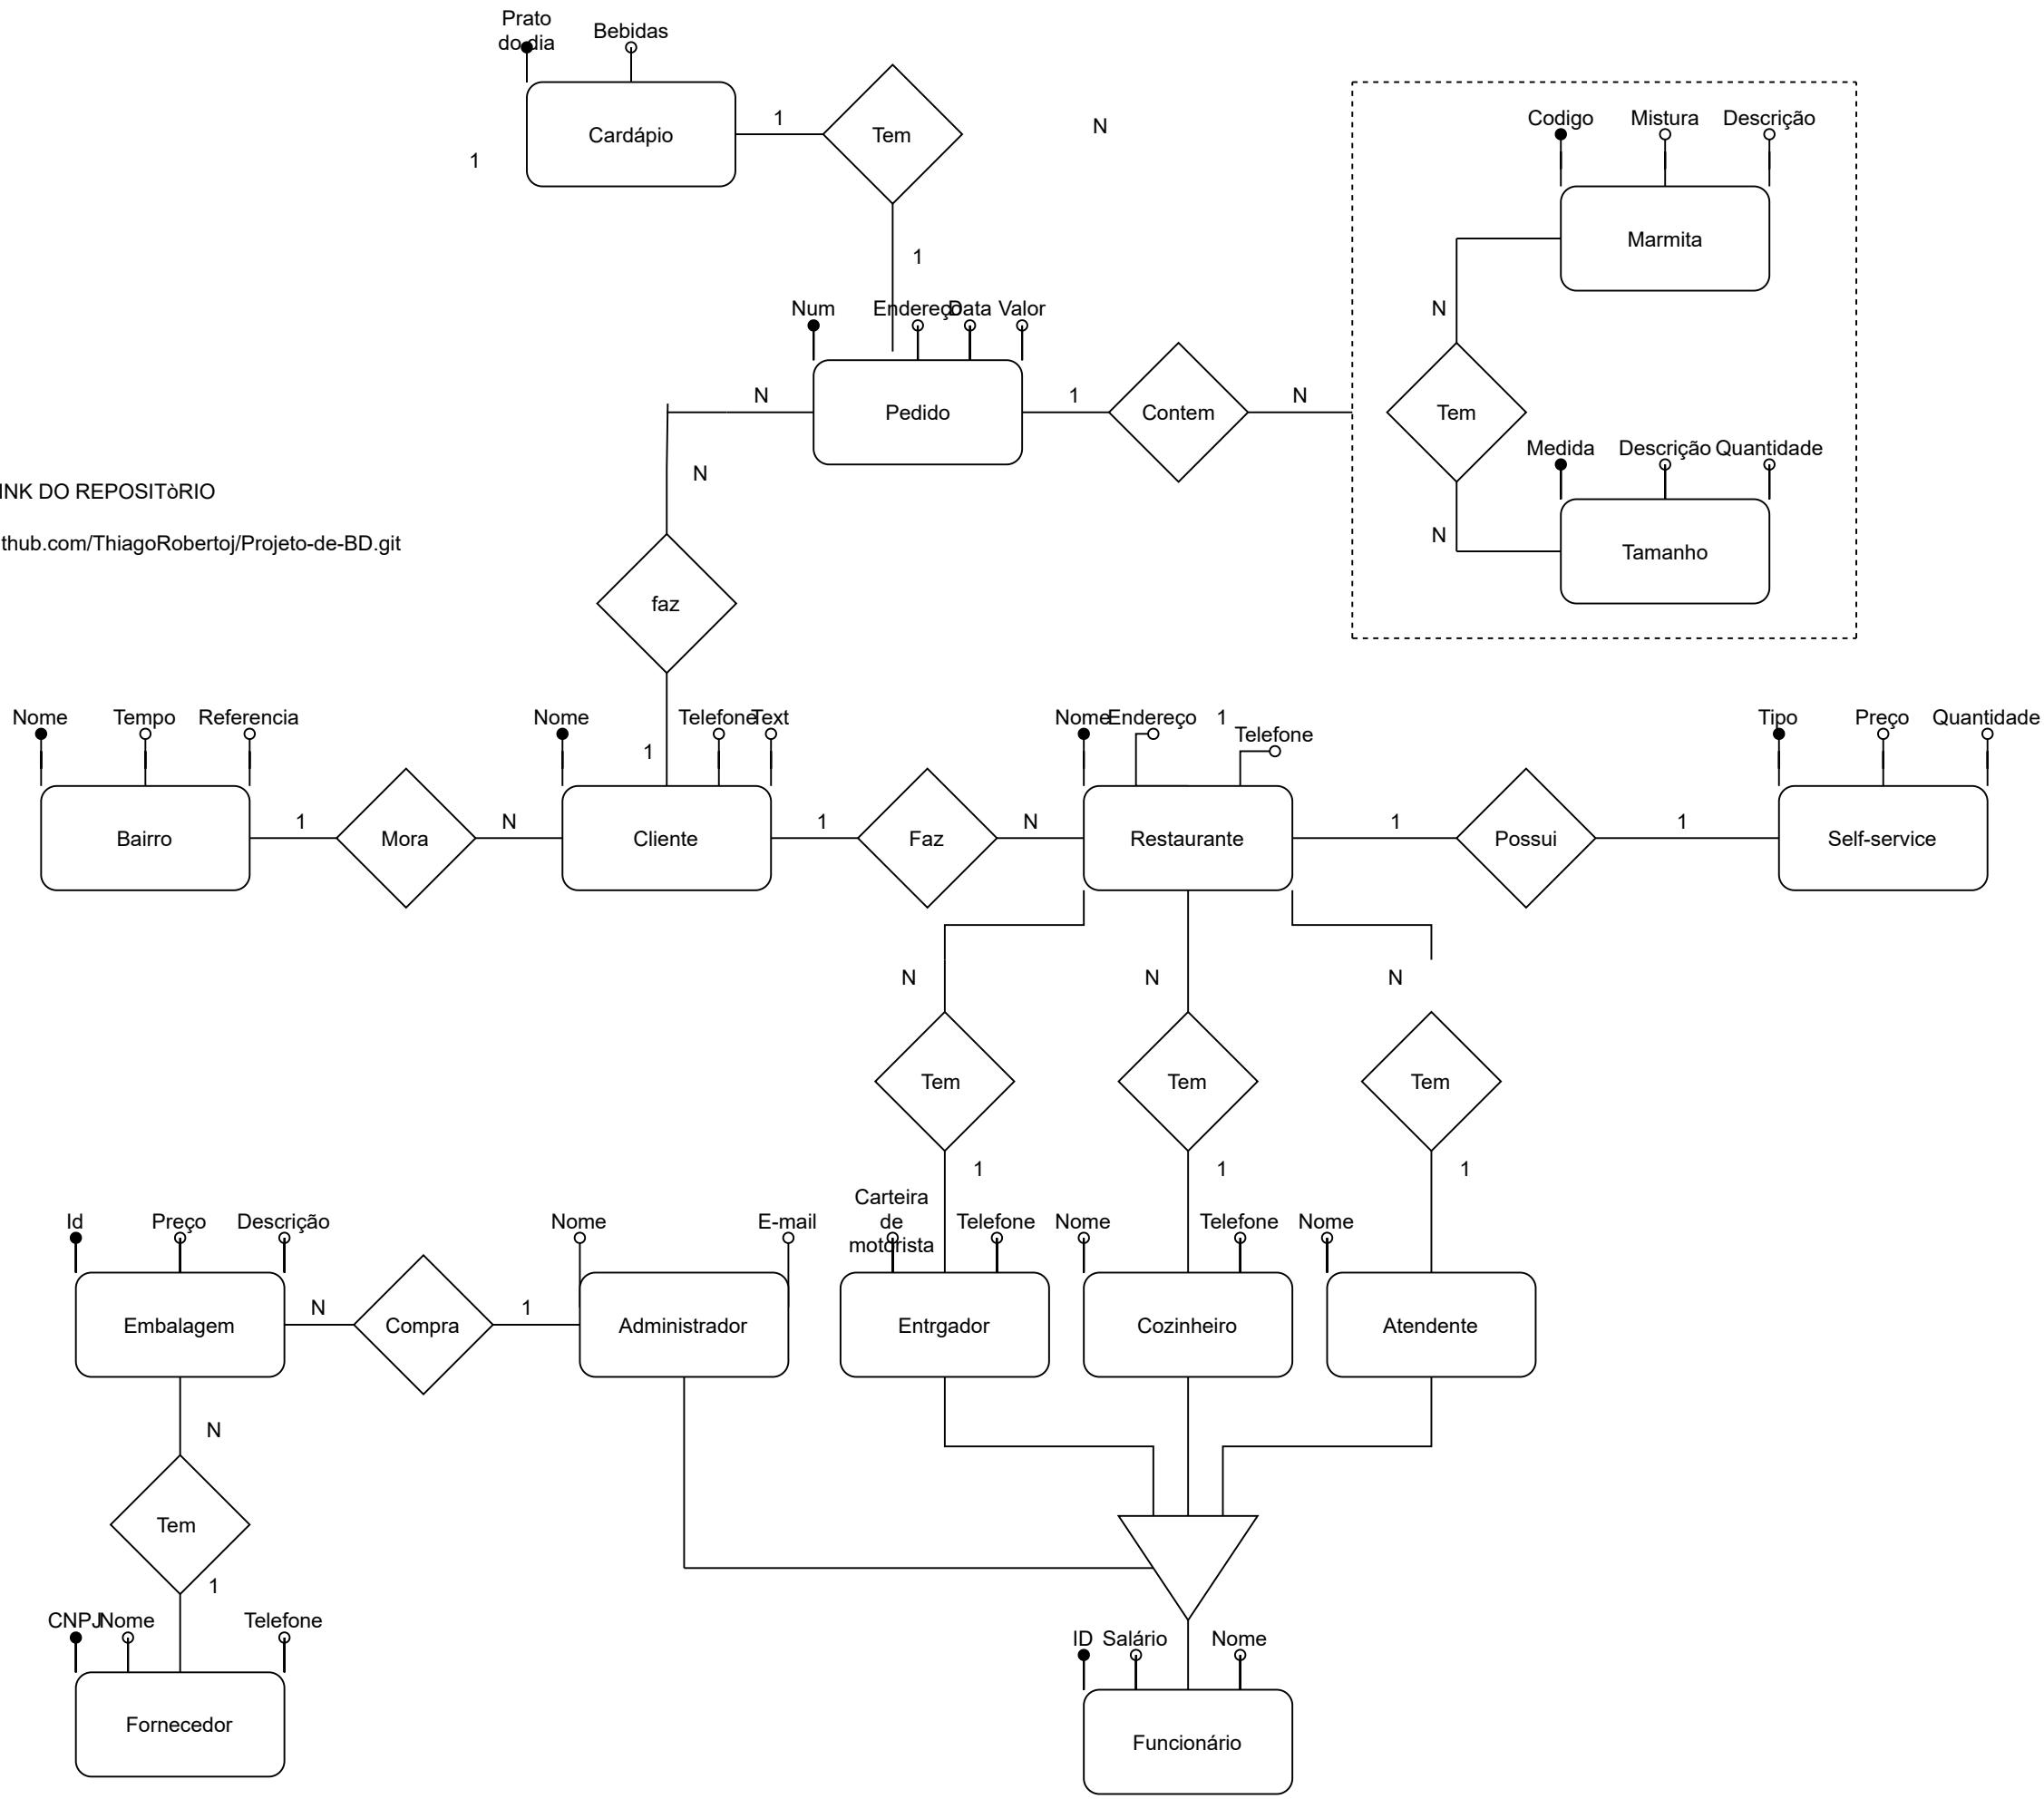 Prato
do dia
Bebidas
Cardápio
1
Tem
N
1
1
Codigo
Mistura
Descrição
Marmita
N
Tem
N
Medida
Descrição
Quantidade
Tamanho
Num
Endereço
Data
Valor
N
Pedido
1
Contem
N
N
INK DO REPOSITòRIO
thub.com/ThiagoRobertoj/Projeto-de-BD.git
faz
1
Nome
Tempo
Referencia
Bairro
1
Mora
N
Nome
Telefone
Text
Cliente
1
Faz
N
Nome
Endereço
1
Telefone
Restaurante
1
Possui
1
Tipo
Preço
Quantidade
Self-service
N
N
N
Tem
Tem
Tem
1
1
1
Id
Preço
Descrição
Embalagem
N
Compra
1
Nome
E-mail
Administrador
Carteira
de
motorista
Telefone
Entrgador
Nome
Telefone
Cozinheiro
Nome
Atendente
N
Tem
1
CNPJ
Nome
Telefone
Fornecedor
ID
Salário
Nome
Funcionário